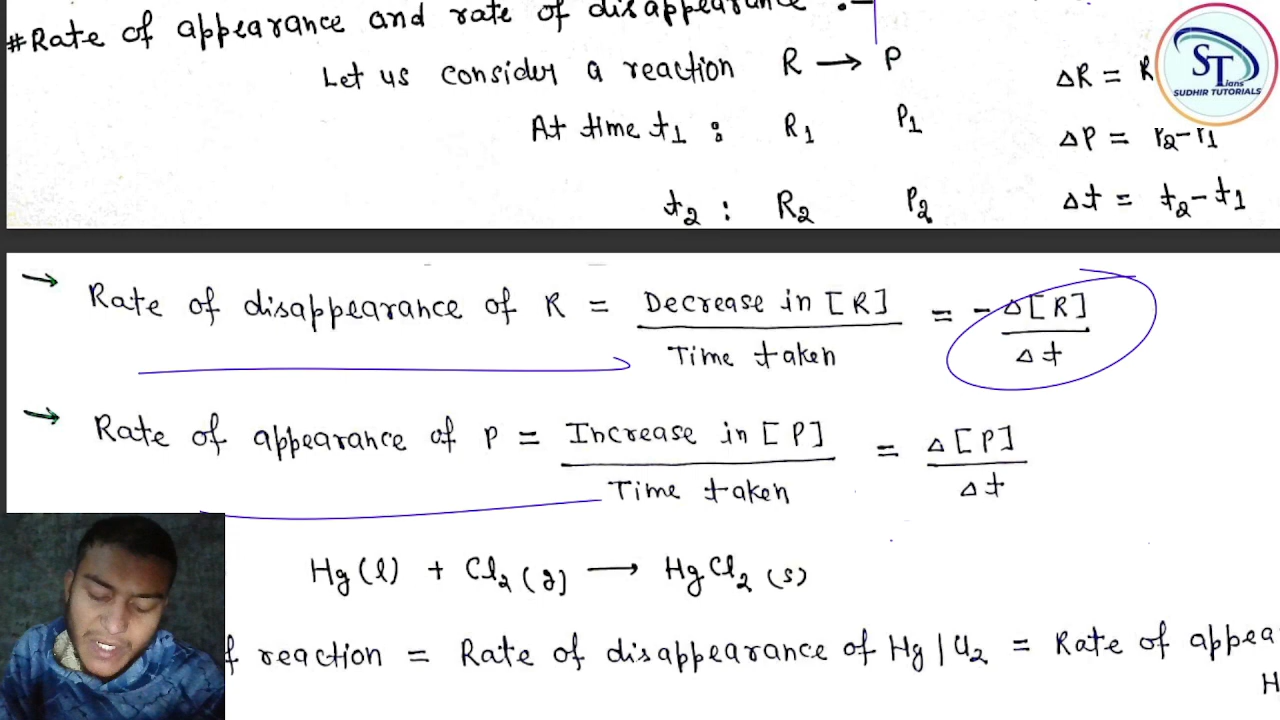 #Rate of appearance and rate of disappearance :-
Let us consider a reaction R → P
ΔR = R
At time t1 : R1 P1
ΔP = P2-P1
t2 : R2 P2
Δt = t2-t1
ST
ians
SUDHIR TUTORIALS
→ Rate of disappearance of R = Decrease in [R] / Time taken = - Δ[R] / Δt
→ Rate of appearance of P = Increase in [P] / Time taken = Δ[P] / Δt
Hg(l) + Cl2(g) → HgCl2(s)
f reaction = Rate of disappearance of Hg/Cl2 = Rate of appea
H